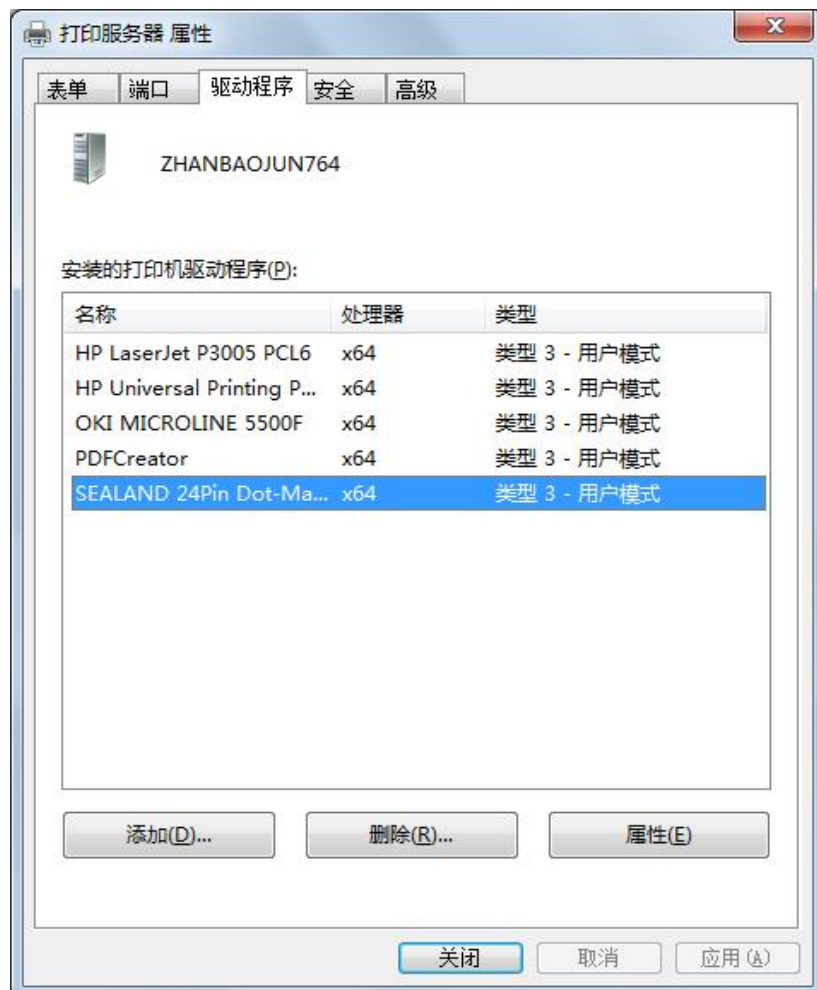 打印服务器 属性
表单 端口 驱动程序 安全 高级
ZHANBAOJUN764
安装的打印机驱动程序(P):
名称 处理器 类型
HP LaserJet P3005 PCL6 x64 类型 3 - 用户模式
HP Universal Printing P... x64 类型 3 - 用户模式
OKI MICROLINE 5500F x64 类型 3 - 用户模式
PDFCreator x64 类型 3 - 用户模式
SEALAND 24Pin Dot-Ma... x64 类型 3 - 用户模式
添加(D)... 删除(R)... 属性(E)
关闭 取消 应用(A)